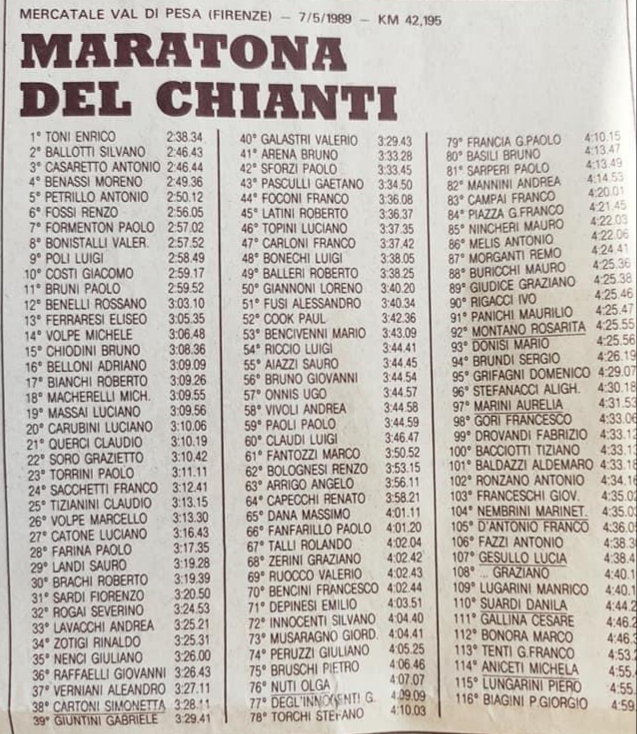 MERCATALE VAL DI PESA (FIRENZE) — 7/5/1989 — KM 42,195
MARATONA
DEL CHIANTI
1° TONI ENRICO 2:38.34
2° BALLOTTI SILVANO 2:46.43
3° CASARETTO ANTONIO 2:46.44
4° BENASSI MORENO 2:49.36
5° PETRILLO ANTONIO 2:50.12
6° FOSSI RENZO 2:56.05
7° FORMENTON PAOLO 2:57.02
8° BONISTALLI VALER. 2:57.52
9° POLI LUIGI 2:58.49
10° COSTI GIACOMO 2:59.17
11° BRUNI PAOLO 2:59.52
12° BENELLI ROSSANO 3:03.10
13° FERRARESI ELISEO 3:05.35
14° VOLPE MICHELE 3:06.48
15° CHIODINI BRUNO 3:08.36
16° BELLONI ADRIANO 3:09.09
17° BIANCHI ROBERTO 3:09.26
18° MACHERELLI MICH. 3:09.55
19° MASSAI LUCIANO 3:09.56
20° CARUBINI LUCIANO 3:10.06
21° QUERCI CLAUDIO 3:10.19
22° SORO GRAZIETTO 3:10.42
23° TORRINI PAOLO 3:11.11
24° SACCHETTI FRANCO 3:12.41
25° TIZIANINI CLAUDIO 3:13.15
26° VOLPE MARCELLO 3:13.30
27° CATONE LUCIANO 3:16.43
28° FARINA PAOLO 3:17.35
29° LANDI SAURO 3:19.28
30° BRACHI ROBERTO 3:19.39
31° SARDI FIORENZO 3:20.50
32° ROGAI SEVERINO 3:24.53
33° LAVACCHI ANDREA 3:25.21
34° ZOTIGI RINALDO 3:25.31
35° NENCI GIULIANO 3:26.00
36° RAFFAELLI GIOVANNI 3:26.43
37° VERNIANI ALEANDRO 3:27.11
38° CARTONI SIMONETTA 3:28.11
39° GIUNTINI GABRIELE 3:29.41
40° GALASTRI VALERIO 3:29.43
41° ARENA BRUNO 3:33.28
42° SFORZI PAOLO 3:33.45
43° PASCULLI GAETANO 3:34.50
44° FOCONI FRANCO 3:36.08
45° LATINI ROBERTO 3:36.37
46° TOPINI LUCIANO 3:37.35
47° CARLONI FRANCO 3:37.42
48° BONECHI LUIGI 3:38.05
49° BALLERI ROBERTO 3:38.25
50° GIANNONI LORENO 3:40.20
51° FUSI ALESSANDRO 3:40.34
52° COOK PAUL 3:42.36
53° BENCIVENNI MARIO 3:43.09
54° RICCIO LUIGI 3:44.41
55° AIAZZI SAURO 3:44.45
56° BRUNO GIOVANNI 3:44.54
57° ONNIS UGO 3:44.57
58° VIVOLI ANDREA 3:44.58
59° PAOLI PAOLO 3:44.59
60° CLAUDI LUIGI 3:46.47
61° FANTOZZI MARCO 3:50.52
62° BOLOGNESI RENZO 3:53.15
63° ARRIGO ANGELO 3:56.11
64° CAPECCHI RENATO 3:58.21
65° DANA MASSIMO 4:01.11
66° FANFARILLO PAOLO 4:01.20
67° TALLI ROLANDO 4:02.04
68° ZERINI GRAZIANO 4:02.42
69° RUOCCO VALERIO 4:02.43
70° BENCINI FRANCESCO 4:02.44
71° DEPINESI EMILIO 4:03.51
72° INNOCENTI SILVANO 4:04.40
73° MUSARAGNO GIORD. 4:04.41
74° PERUZZI GIULIANO 4:05.25
75° BRUSCHI PIETRO 4:06.46
76° NUTI OLGA 4:07.07
77° DEGL'INNOCENTI G. 4:09.09
78° TORCHI STEFANO 4:10.03
79° FRANCIA G.PAOLO 4:10.15
80° BASILI BRUNO 4:13.47
81° SARPERI PAOLO 4:13.49
82° MANNINI ANDREA 4:14.53
83° CAMPAI FRANCO 4:20.01
84° PIAZZA G.FRANCO 4:21.45
85° NINCHERI MAURO 4:22.03
86° MELIS ANTONIO 4:22.06
87° MORGANTI REMO 4:24.41
88° BURICCHI MAURO 4:25.36
89° GIUDICE GRAZIANO 4:25.38
90° RIGACCI IVO 4:25.46
91° PANICHI MAURILIO 4:25.47
92° MONTANO ROSARITA 4:25.55
93° DONISI MARIO 4:25.56
94° BRUNDI SERGIO 4:26.19
95° GRIFAGNI DOMENICO 4:29.07
96° STEFANACCI ALIGH. 4:30.18
97° MARINI AURELIA 4:31.53
98° GORI FRANCESCO 4:33.06
99° DROVANDI FABRIZIO 4:33.1
100° BACCIOTTI TIZIANO 4:33.1
101° BALDAZZI ALDEMARO 4:33.1
102° RONZANO ANTONIO 4:34.1
103° FRANCESCHI GIOV. 4:35.0
104° NEMBRINI MARINET. 4:35.0
105° D'ANTONIO FRANCO 4:36.0
106° FAZZI ANTONIO 4:38.3
107° GESULLO LUCIA 4:38.4
108° ... GRAZIANO 4:40.1
109° LUGARINI MANRICO 4:40.1
110° SUARDI DANILA 4:44.2
111° GALLINA CESARE 4:46.2
112° BONORA MARCO 4:46.
113° TENTI G.FRANCO 4:53.
114° ANICETI MICHELA 4:55.
115° LUNGARINI PIERO 4:55.
116° BIAGINI P.GIORGIO 4:59